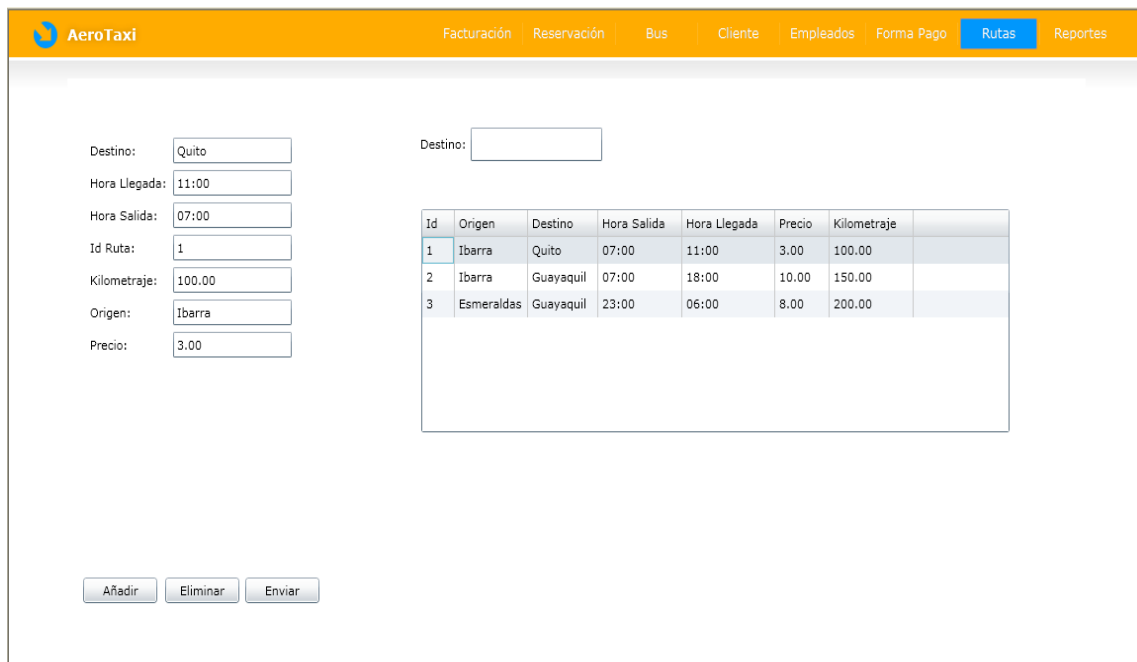 AeroTaxi Facturación Reservación Bus Cliente Empleados Forma Pago Rutas Reportes
Destino: Quito
Hora Llegada: 11:00
Hora Salida: 07:00
Id Ruta: 1
Kilometraje: 100.00
Origen: Ibarra
Precio: 3.00
Destino:
Id Origen Destino Hora Salida Hora Llegada Precio Kilometraje
1 Ibarra Quito 07:00 11:00 3.00 100.00
2 Ibarra Guayaquil 07:00 18:00 10.00 150.00
3 Esmeraldas Guayaquil 23:00 06:00 8.00 200.00
Añadir Eliminar Enviar